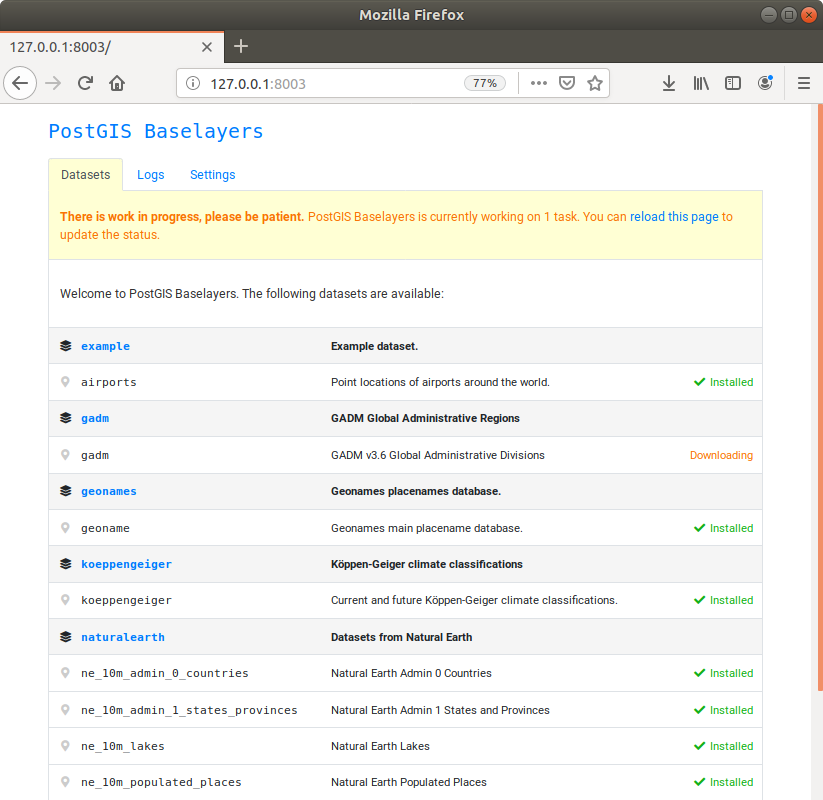 Mozilla Firefox
127.0.0.1:8003/
127.0.0.1:8003
77%
PostGIS Baselayers
Datasets
Logs
Settings
There is work in progress, please be patient. PostGIS Baselayers is currently working on 1 task. You can reload this page to
update the status.
Welcome to PostGIS Baselayers. The following datasets are available:
example Example dataset.
airports Point locations of airports around the world. Installed
gadm GADM Global Administrative Regions
gadm GADM v3.6 Global Administrative Divisions Downloading
geonames Geonames placenames database.
geoname Geonames main placename database. Installed
koeppengeiger Köppen-Geiger climate classifications
koeppengeiger Current and future Köppen-Geiger climate classifications. Installed
naturalearth Datasets from Natural Earth
ne_10m_admin_0_countries Natural Earth Admin 0 Countries Installed
ne_10m_admin_1_states_provinces Natural Earth Admin 1 States and Provinces Installed
ne_10m_lakes Natural Earth Lakes Installed
ne_10m_populated_places Natural Earth Populated Places Installed